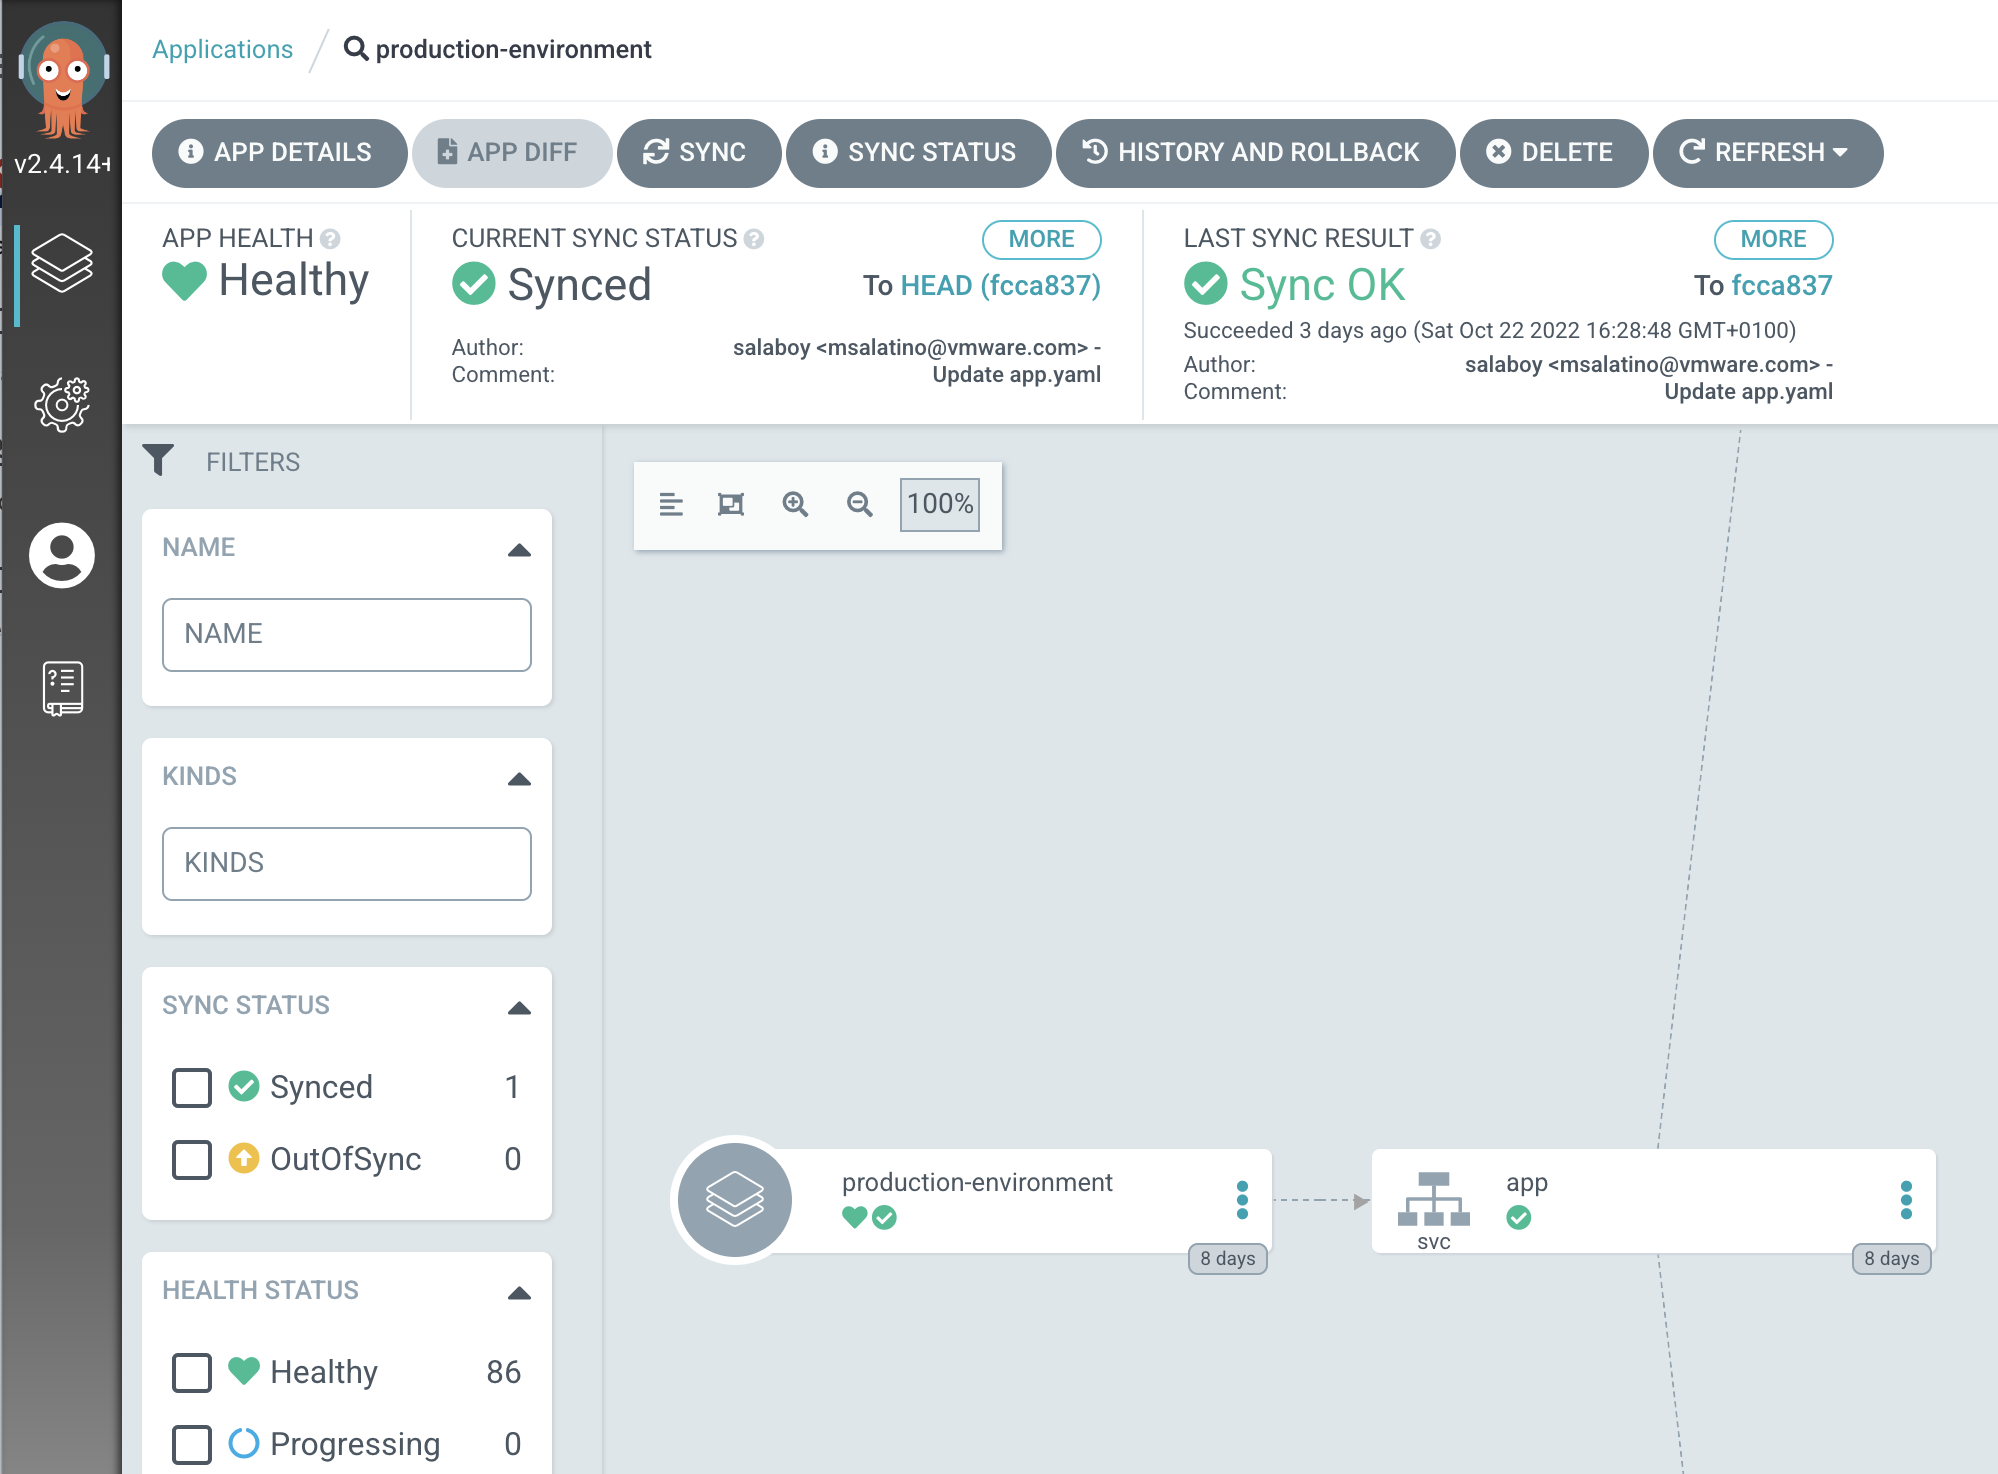 Applications / production-environment
v2.4.14+
APP DETAILS APP DIFF SYNC SYNC STATUS HISTORY AND ROLLBACK DELETE REFRESH
APP HEALTH
Healthy
CURRENT SYNC STATUS MORE
Synced To HEAD (fcca837)
Author: salaboy <msalatino@vmware.com> -
Comment: Update app.yaml
LAST SYNC RESULT MORE
Sync OK To fcca837
Succeeded 3 days ago (Sat Oct 22 2022 16:28:48 GMT+0100)
Author: salaboy <msalatino@vmware.com> -
Comment: Update app.yaml
FILTERS
NAME
NAME
KINDS
KINDS
SYNC STATUS
Synced 1
OutOfSync 0
HEALTH STATUS
Healthy 86
Progressing 0
100%
production-environment
8 days
app
svc
8 days